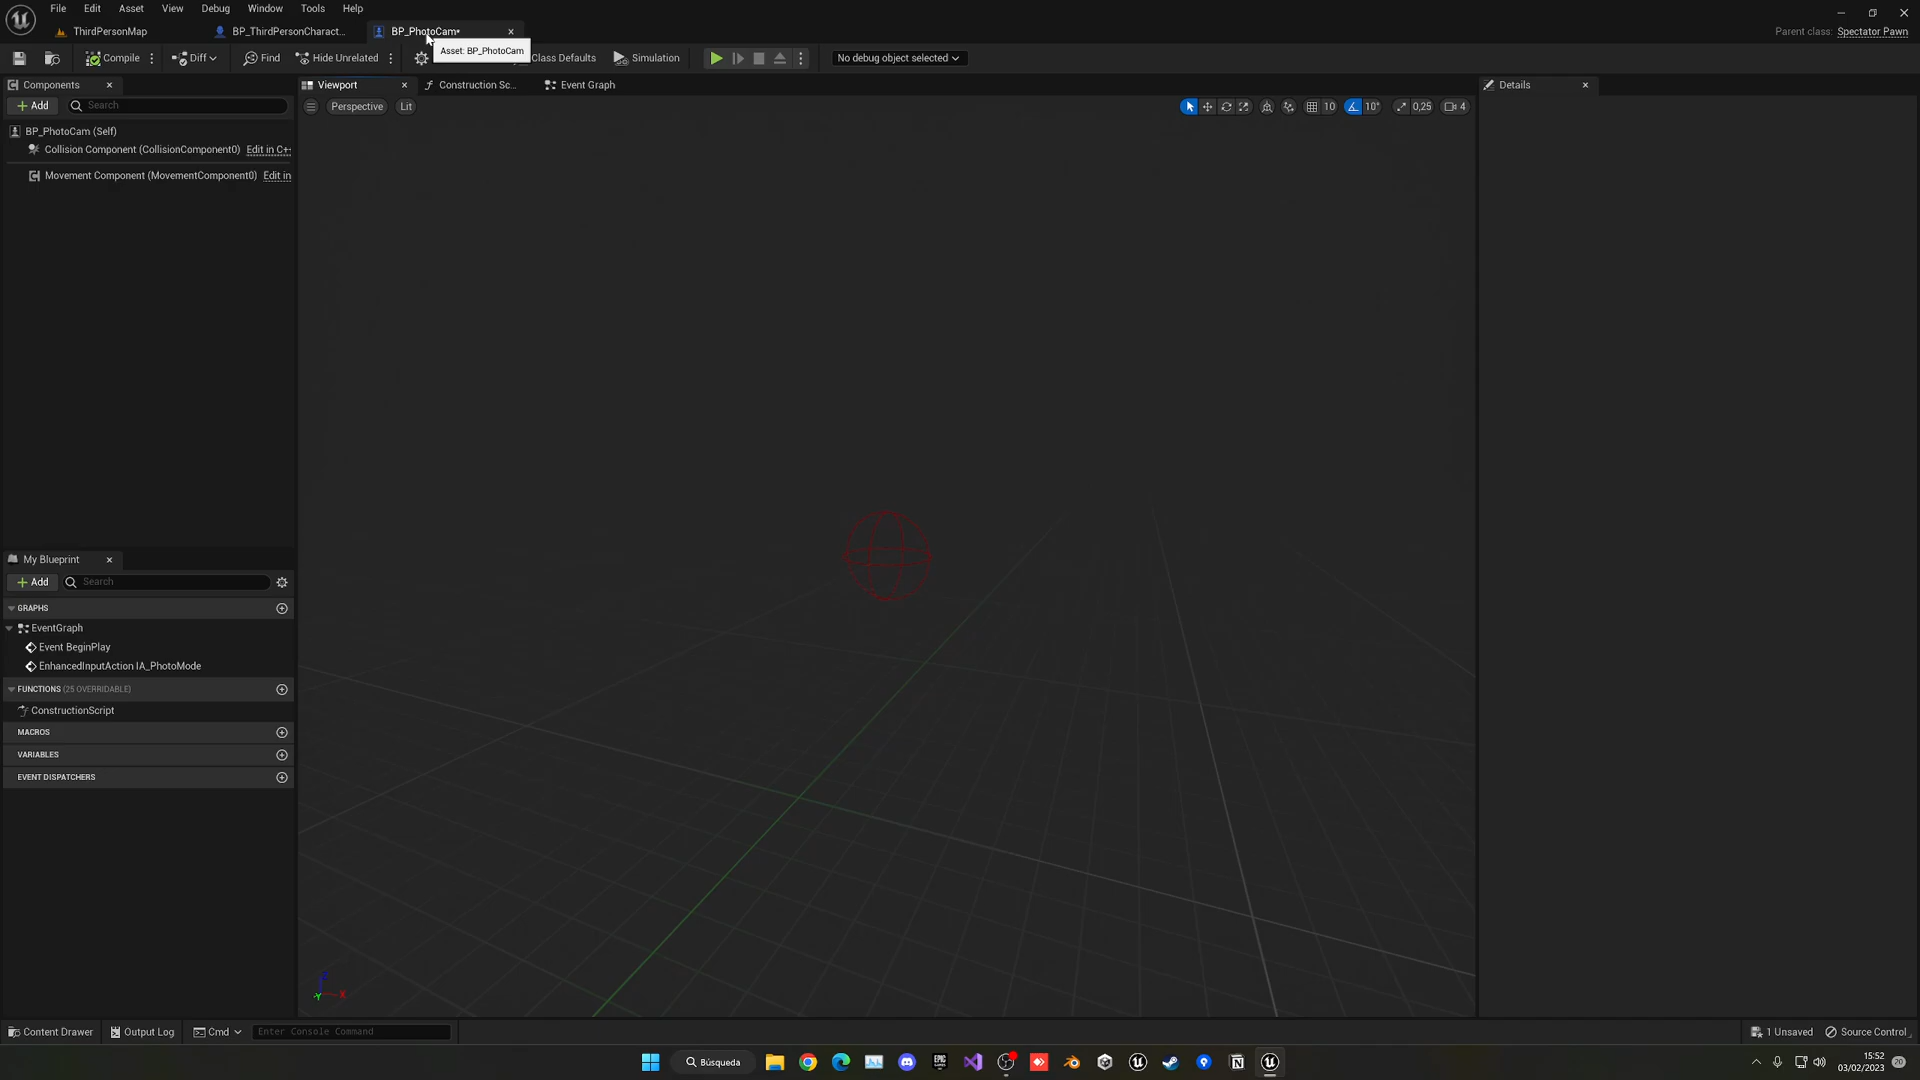 File Edit Asset View Debug Window Tools Help
ThirdPersonMap BP_ThirdPersonCharact... BP_PhotoCam*
Parent class: Spectator Pawn
Asset: BP_PhotoCam
Compile Diff Find Hide Unrelated Class Defaults Simulation No debug object selected
Components Viewport Construction Sc... Event Graph Details
Add Search Perspective Lit 10 10° 0,25 4
BP_PhotoCam (Self)
Collision Component (CollisionComponent0) Edit in C++
Movement Component (MovementComponent0) Edit in
My Blueprint
Add Search
GRAPHS
EventGraph
Event BeginPlay
EnhancedInputAction IA_PhotoMode
FUNCTIONS (25 OVERRIDABLE)
ConstructionScript
MACROS
VARIABLES
EVENT DISPATCHERS
Z
Y X
Content Drawer Output Log Cmd Enter Console Command 1 Unsaved Source Control
Búsqueda
15:52
03/02/2023 20